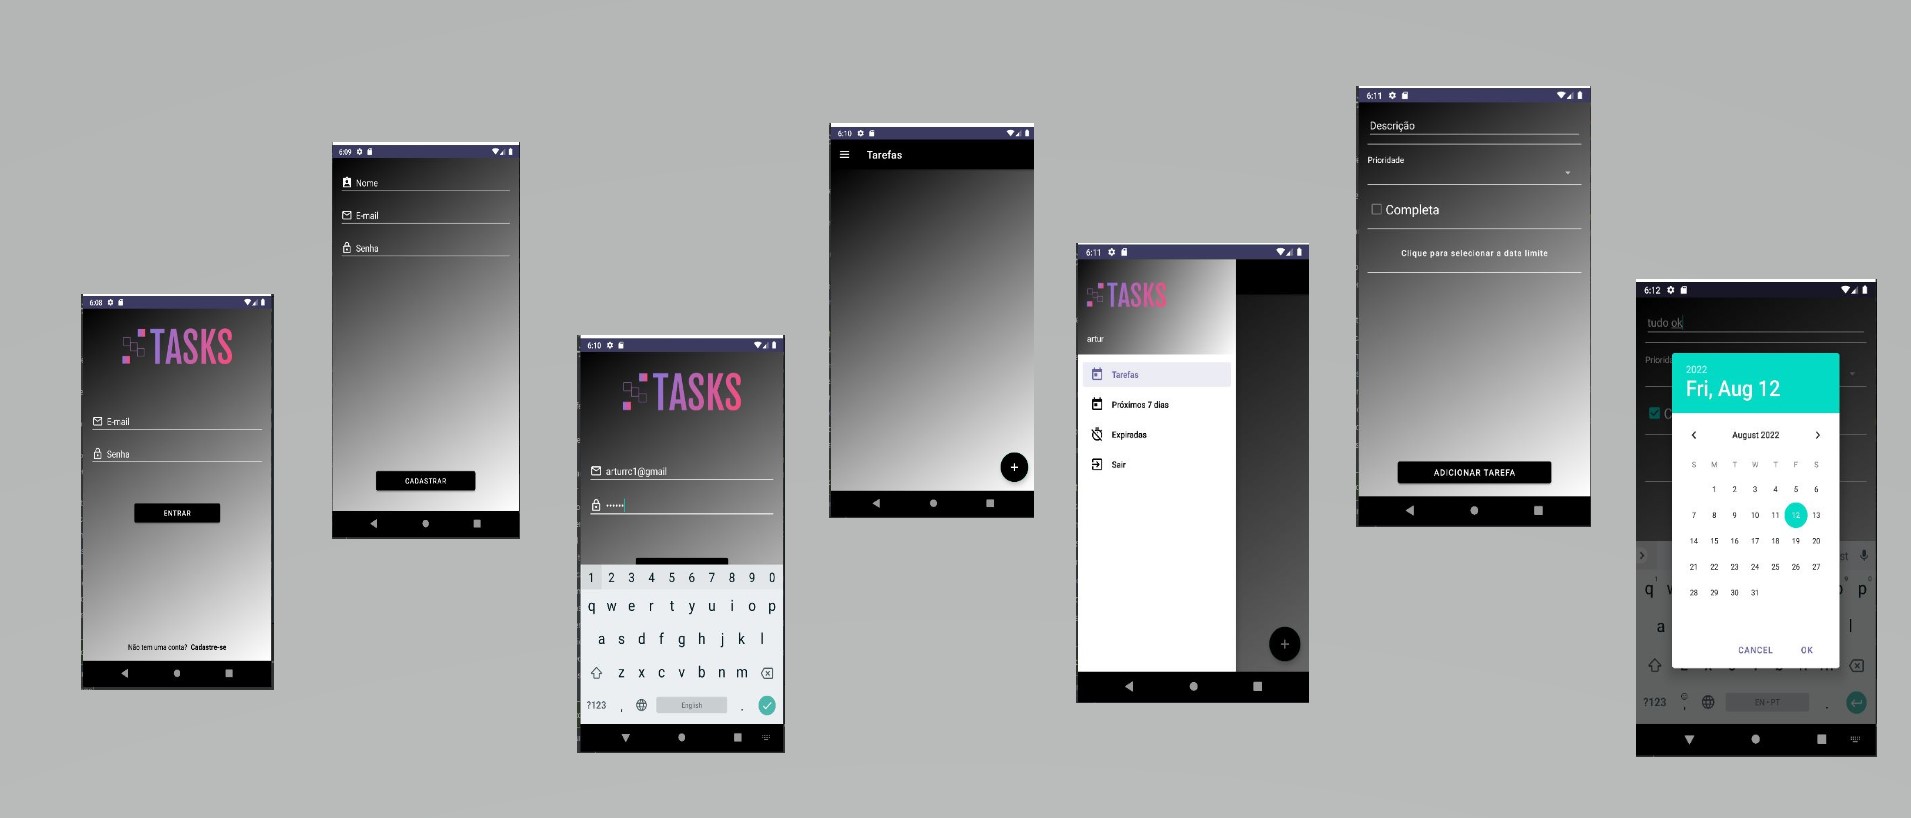 6:08
TASKS
E-mail
Senha
ENTRAR
Não tem uma conta? Cadastre-se
6:09
Nome
E-mail
Senha
CADASTRAR
6:10
TASKS
arturrc1@gmail
••••••
1 2 3 4 5 6 7 8 9 0
q w e r t y u i o p
a s d f g h j k l
z x c v b n m
?123 , English .
6:10
Tarefas
+
6:11
TASKS
artur
Tarefas
Próximos 7 dias
Expiradas
Sair
+
6:11
Descrição
Prioridade
Completa
Clique para selecionar a data limite
ADICIONAR TAREFA
6:12
tudo ok
2022
Fri, Aug 12
August 2022
S M T W T F S
1 2 3 4 5 6
7 8 9 10 11 12 13
14 15 16 17 18 19 20
21 22 23 24 25 26 27
28 29 30 31
CANCEL OK
q p
a l
?123 , EN • PT .